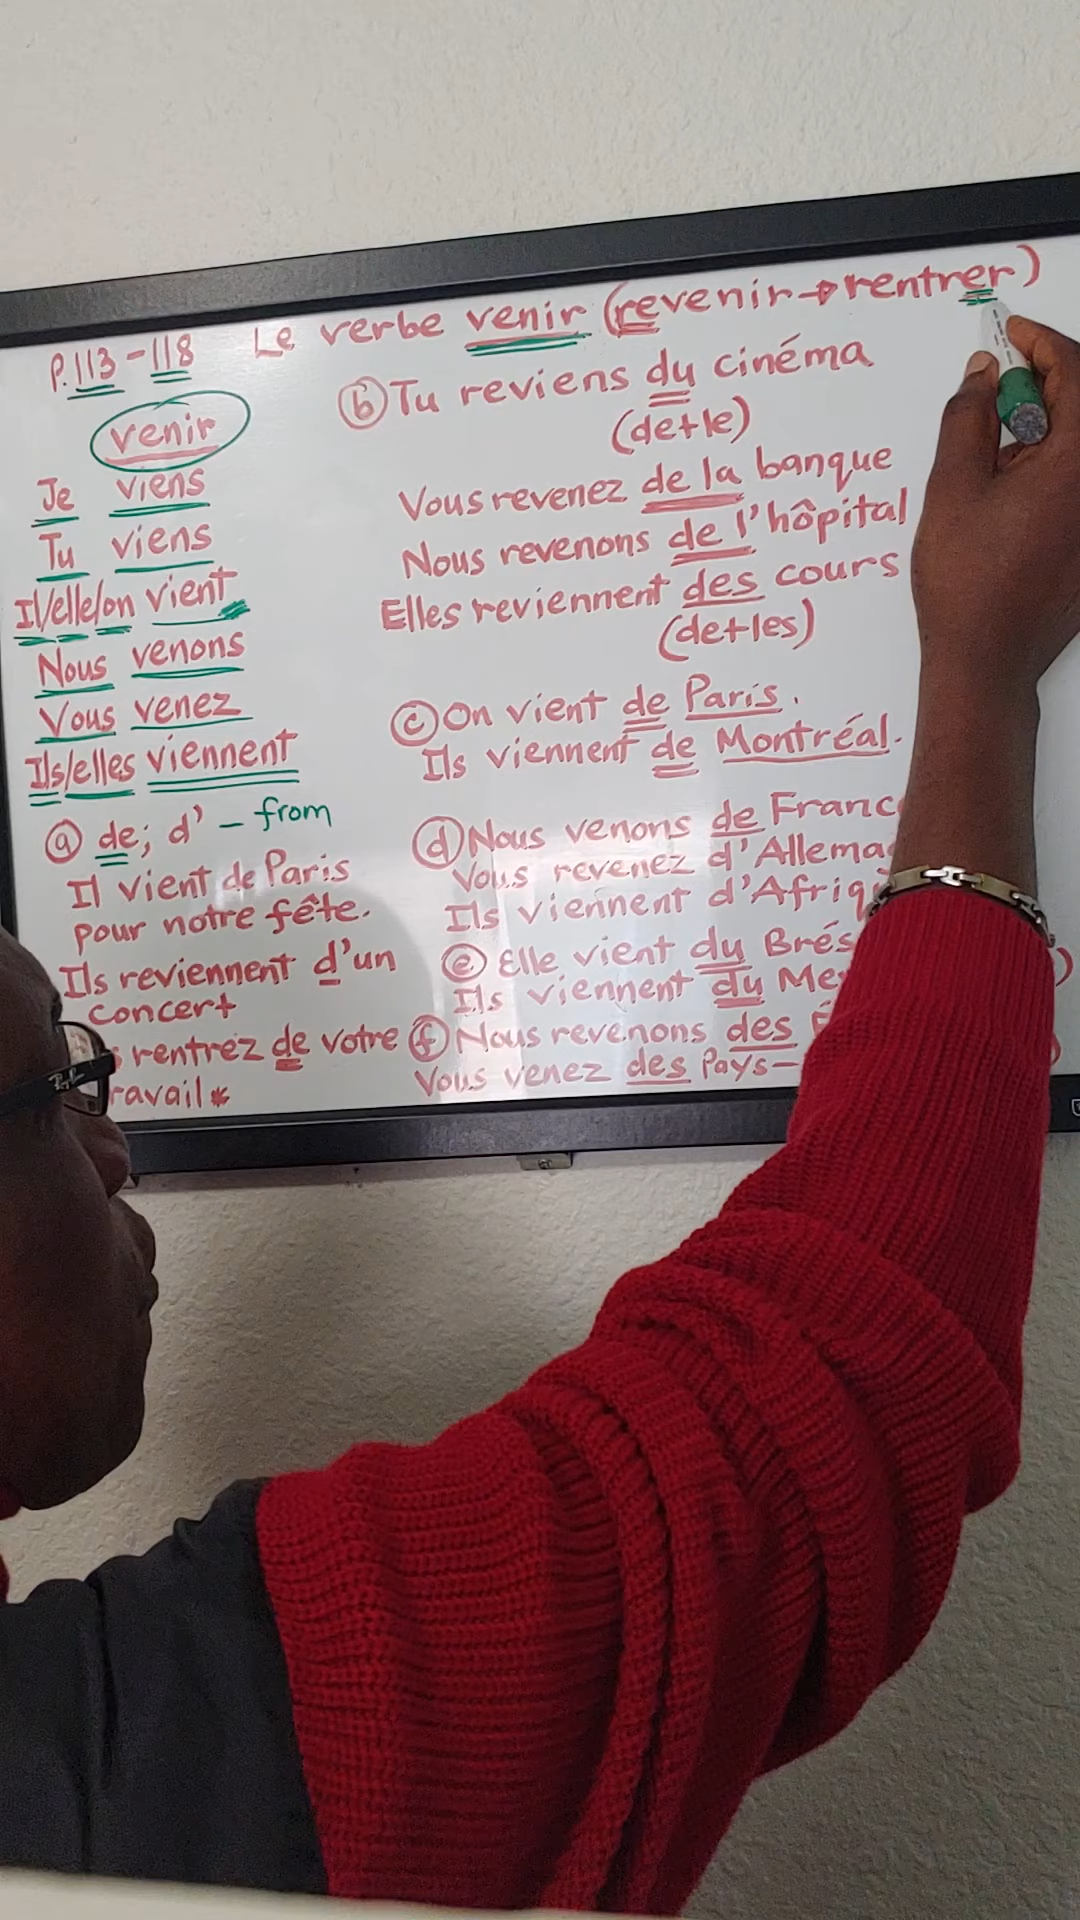 P.113-118 Le verbe venir (revenir→rentrer)
venir
Je viens
Tu viens
Il/elle/on vient
Nous venons
Vous venez
Ils/elles viennent
ⓐ de; d' - from
Il vient de Paris
pour notre fête.
Ils reviennent d'un
concert
rentrez de votre
ravail*
ⓑ Tu reviens du cinéma
(de+le)
Vous revenez de la banque
Nous revenons de l'hôpital
Elles reviennent des cours
(de+les)
ⓒ On vient de Paris.
Ils viennent de Montréal.
ⓓ Nous venons de Franc
Vous revenez d'Allema
Ils viennent d'Afriq
ⓔ Elle vient du Brés
Ils viennent du Me )
ⓕ Nous revenons des
Vous venez des Pays-
Ray-Ban